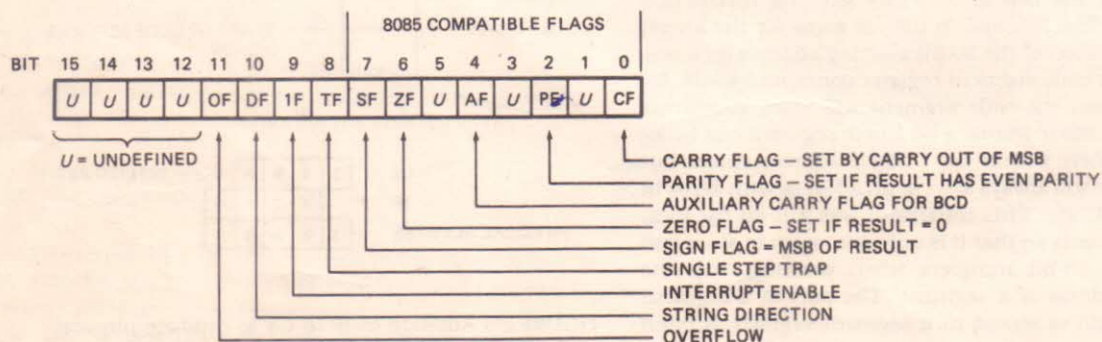 8085 COMPATIBLE FLAGS
BIT 15 14 13 12 11 10 9 8 7 6 5 4 3 2 1 0
U U U U OF DF 1F TF SF ZF U AF U PF U CF
U = UNDEFINED
CARRY FLAG – SET BY CARRY OUT OF MSB
PARITY FLAG – SET IF RESULT HAS EVEN PARITY
AUXILIARY CARRY FLAG FOR BCD
ZERO FLAG – SET IF RESULT = 0
SIGN FLAG = MSB OF RESULT
SINGLE STEP TRAP
INTERRUPT ENABLE
STRING DIRECTION
OVERFLOW